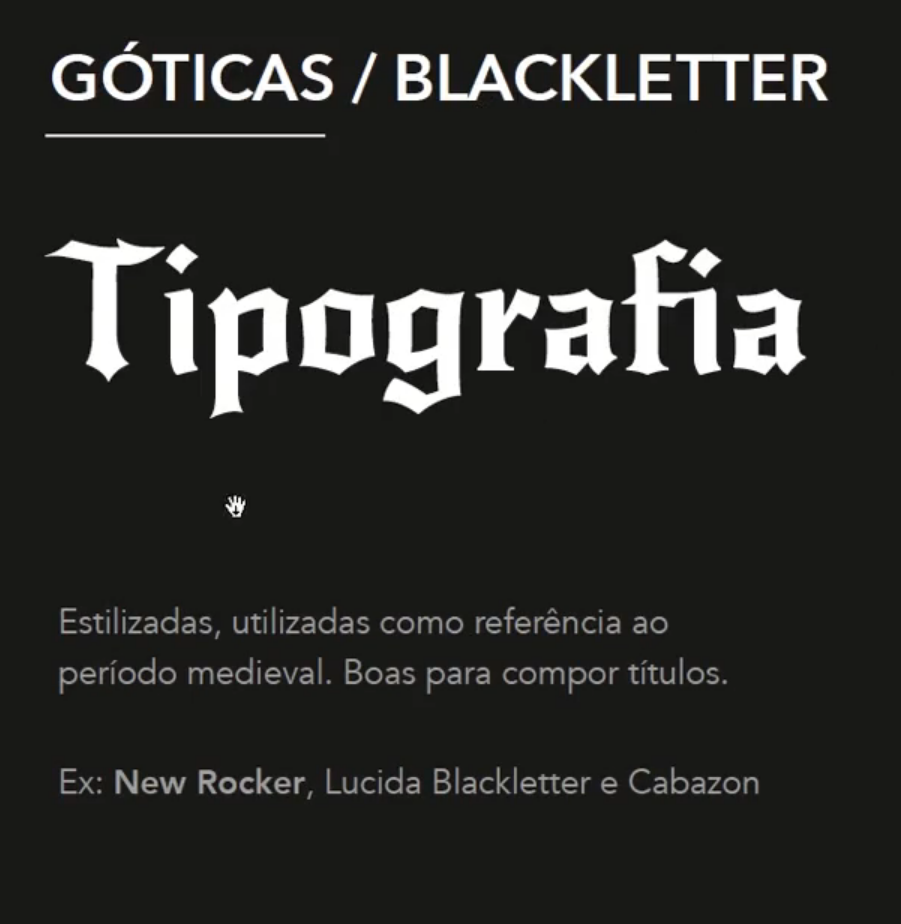 GÓTICAS / BLACKLETTER
Tipografia
Estilizadas, utilizadas como referência ao
período medieval. Boas para compor títulos.
Ex: New Rocker, Lucida Blackletter e Cabazon